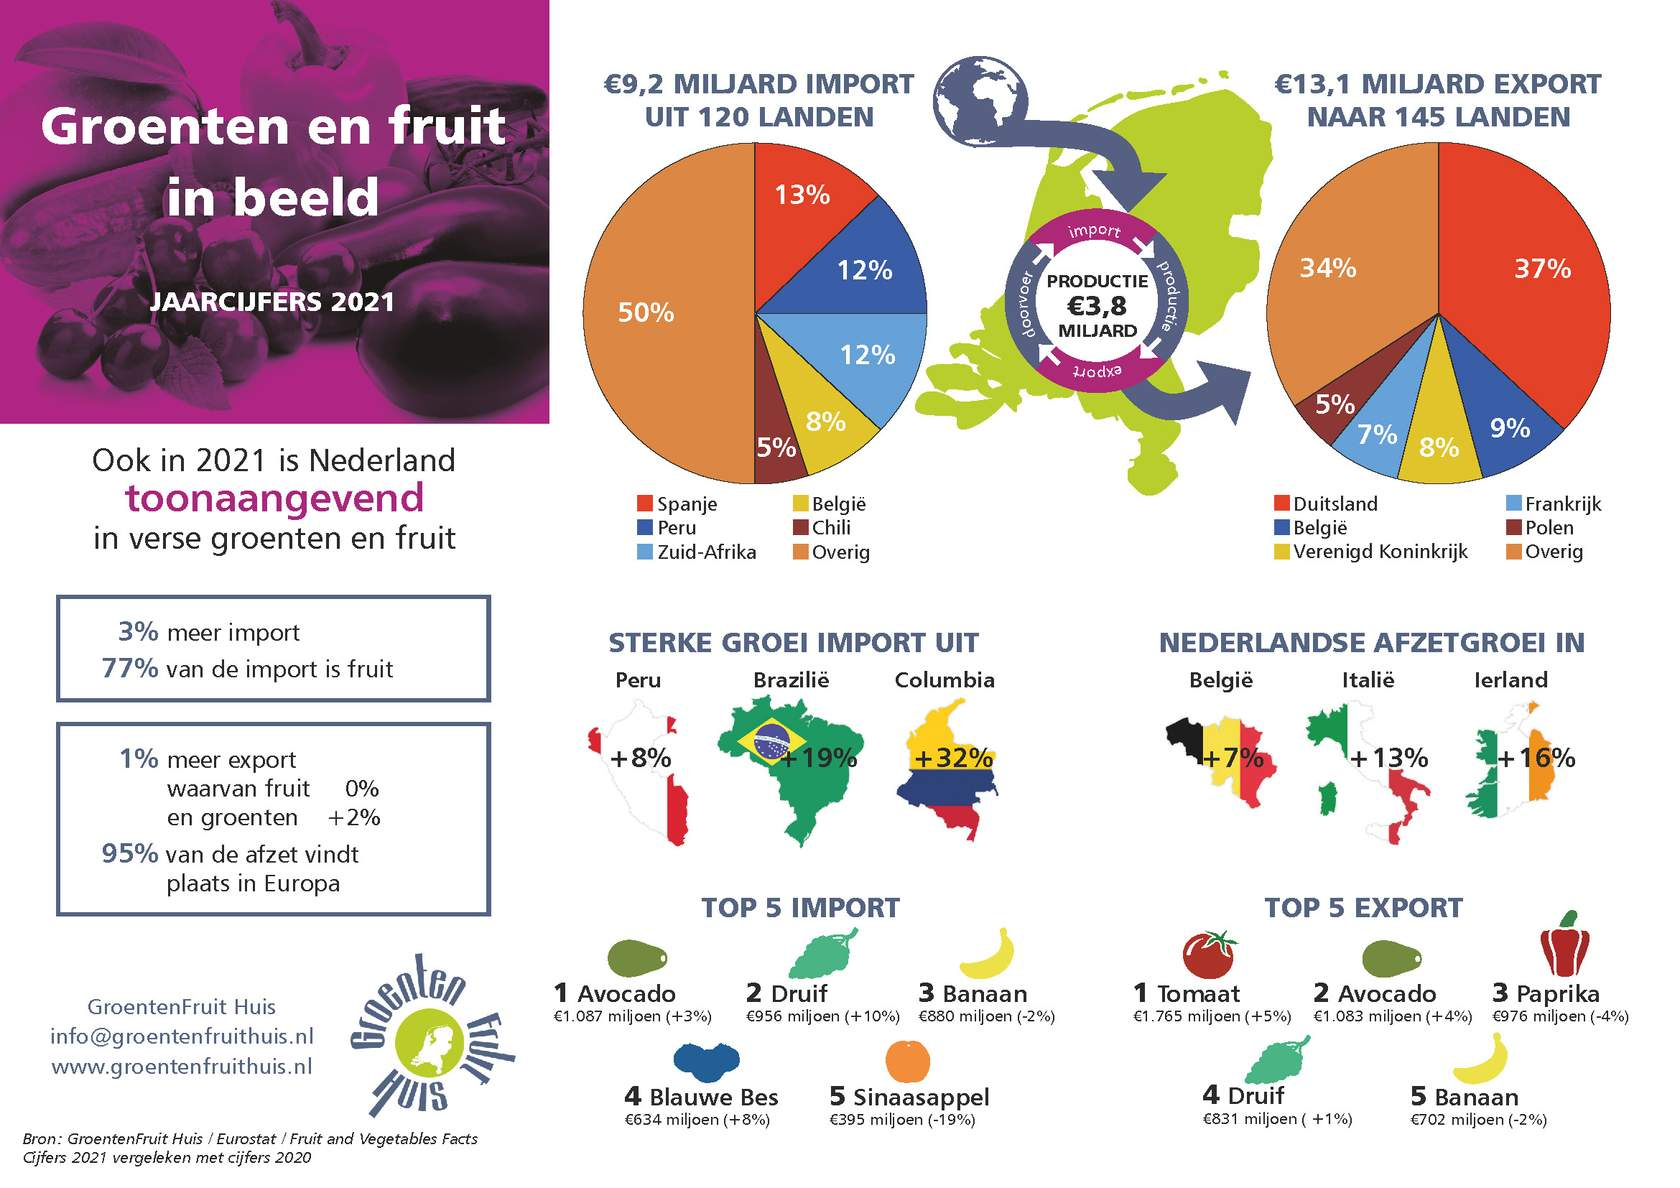 Groenten en fruit
in beeld
JAARCIJFERS 2021
Ook in 2021 is Nederland
toonaangevend
in verse groenten en fruit
3% meer import
77% van de import is fruit
1% meer export
waarvan fruit 0%
en groenten +2%
95% van de afzet vindt
plaats in Europa
GroentenFruit Huis
info@groentenfruithuis.nl
www.groentenfruithuis.nl
Groenten
Fruit
Huis
Bron: GroentenFruit Huis / Eurostat / Fruit and Vegetables Facts
Cijfers 2021 vergeleken met cijfers 2020
€9,2 MILJARD IMPORT
UIT 120 LANDEN
13%
12%
12%
8%
5%
50%
Spanje
Peru
Zuid-Afrika
België
Chili
Overig
import
productie
export
doorvoer
PRODUCTIE
€3,8
MILJARD
€13,1 MILJARD EXPORT
NAAR 145 LANDEN
37%
9%
8%
7%
5%
34%
Duitsland
België
Verenigd Koninkrijk
Frankrijk
Polen
Overig
STERKE GROEI IMPORT UIT
Peru
Brazilië
Columbia
+8%
+19%
+32%
NEDERLANDSE AFZETGROEI IN
België
Italië
Ierland
+7%
+13%
+16%
TOP 5 IMPORT
1 Avocado
€1.087 miljoen (+3%)
2 Druif
€956 miljoen (+10%)
3 Banaan
€880 miljoen (-2%)
4 Blauwe Bes
€634 miljoen (+8%)
5 Sinaasappel
€395 miljoen (-19%)
TOP 5 EXPORT
1 Tomaat
€1.765 miljoen (+5%)
2 Avocado
€1.083 miljoen (+4%)
3 Paprika
€976 miljoen (-4%)
4 Druif
€831 miljoen ( +1%)
5 Banaan
€702 miljoen (-2%)